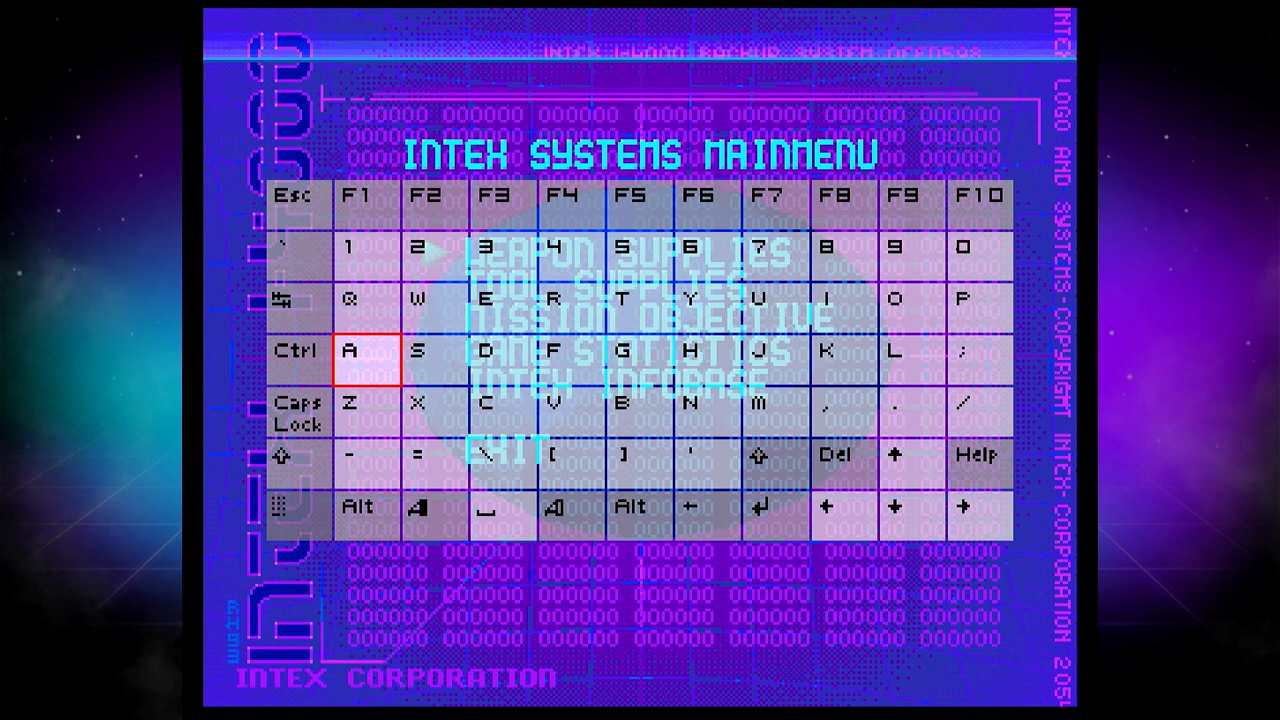 INTEX SYSTEMS MAINMENU
Esc F1 F2 F3 F4 F5 F6 F7 F8 F9 F10
` 1 2 3 4 5 6 7 8 9 0
Q W E R T Y U I O P
Ctrl A S D F G H J K L ;
Caps Lock Z X C V B N M , . /
- = \ [ ] ' Del Help
Alt Alt
WEAPON SUPPLIES
TOOL SUPPLIES
MISSION OBJECTIVE
GAME STATISTICS
INTEX INFOBASE
EXIT
INTEX CORPORATION
INTEX LOGO AND SYSTEMS-COPYRIGHT INTEX-CORPORATION 205